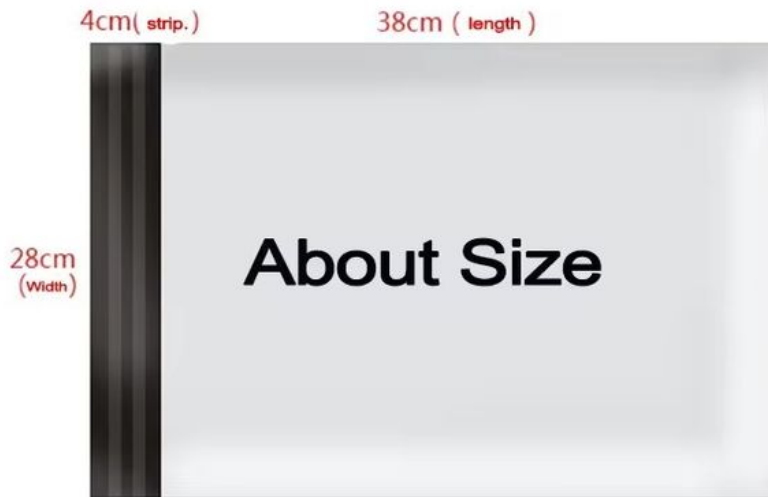 4cm( strip. ) 38cm ( length )
About Size
28cm
(Width)